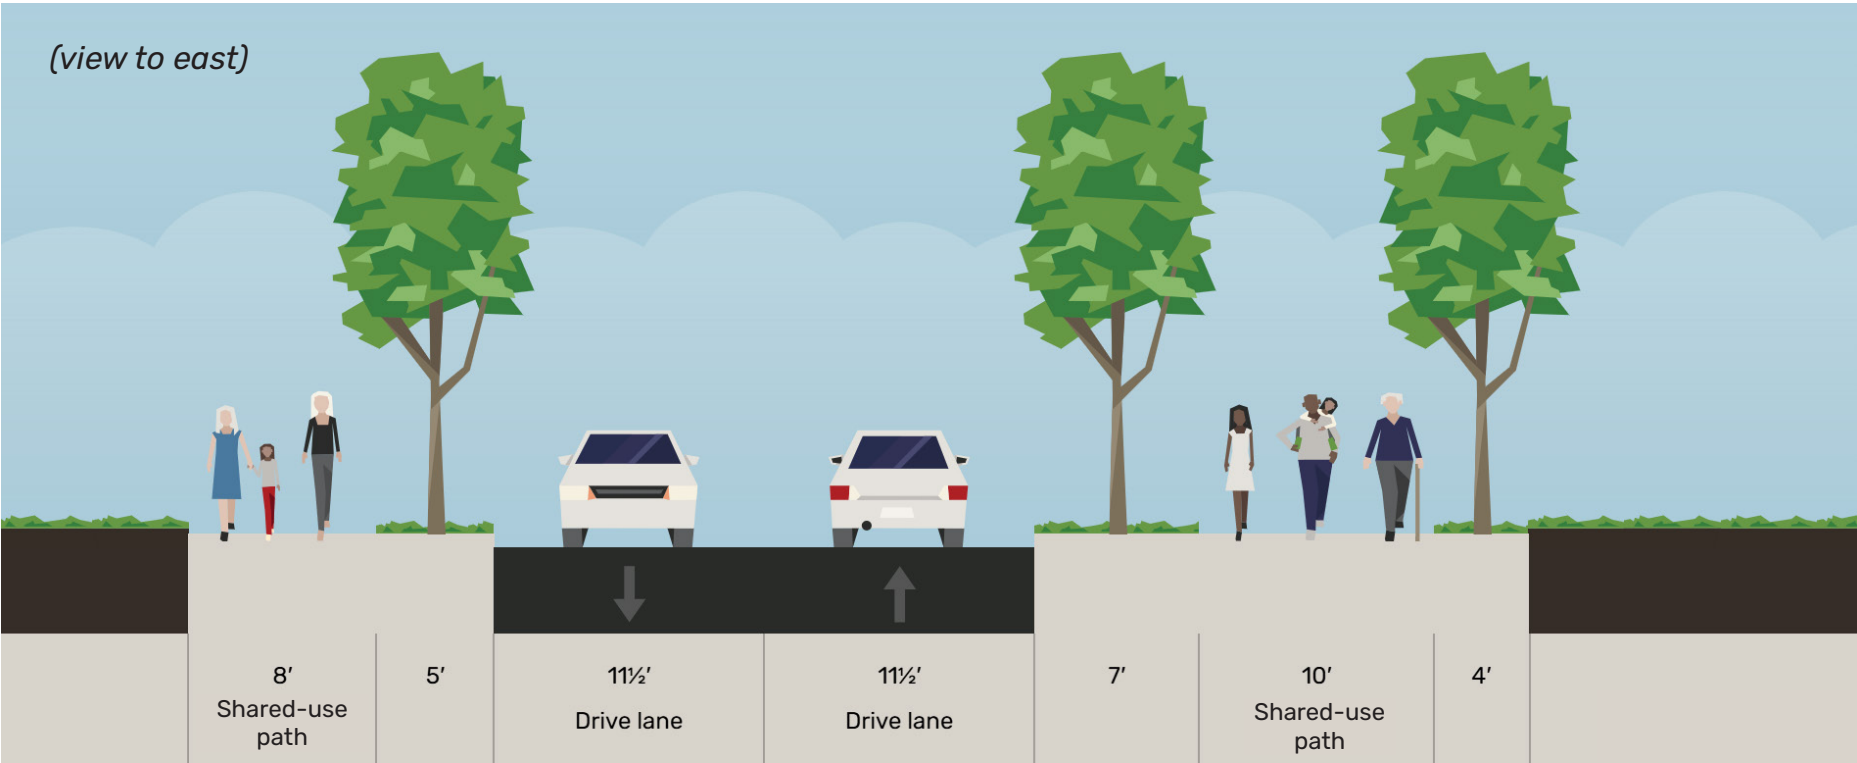 (view to east)
8′
5′
11½′
11½′
7′
10′
4′
Shared-use
path
Drive lane
Drive lane
Shared-use
path